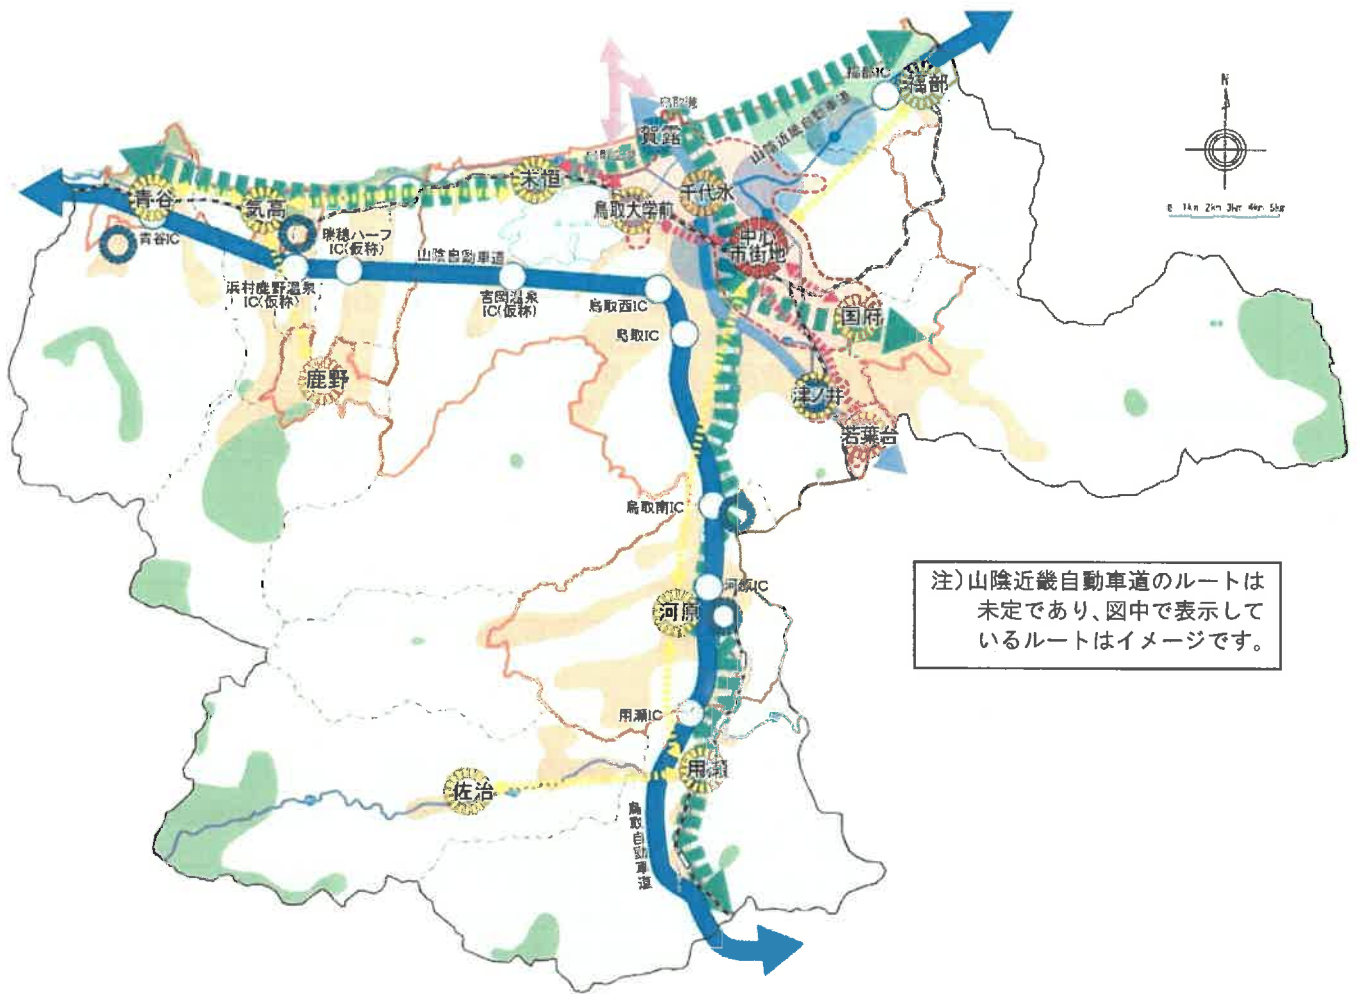 福部IC
福部
鳥取港
賀露
山陰近畿自動車道
N
0 1km 2km 3km 4km 5km
青谷
気高
末恒
鳥取大学前
千代水
中心
市街地
青谷IC
瑞穂ハーフ
IC(仮称)
山陰自動車道
浜村鹿野温泉
IC(仮称)
吉岡温泉
IC(仮称)
鳥取西IC
鳥取IC
国府
鹿野
津ノ井
若葉台
鳥取南IC
河原IC
河原
注)山陰近畿自動車道のルートは
未定であり、図中で表示して
いるルートはイメージです。
用瀬IC
用瀬
佐治
鳥取自動車道